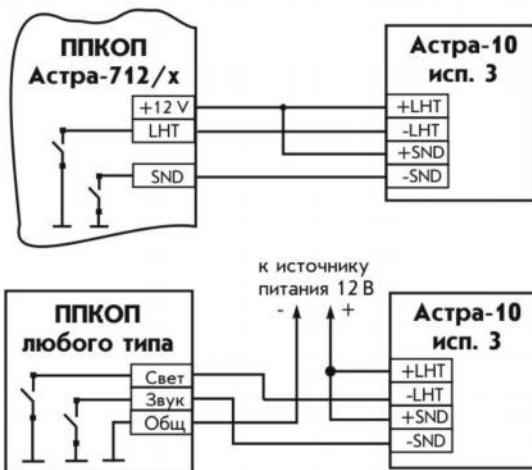 ППКОП
Астра-712/х
+12 V
LHT
SND
Астра-10
исп. 3
+LHT
-LHT
+SND
-SND
к источнику
питания 12 В
- +
ППКОП
любого типа
Свет
Звук
Общ
Астра-10
исп. 3
+LHT
-LHT
+SND
-SND